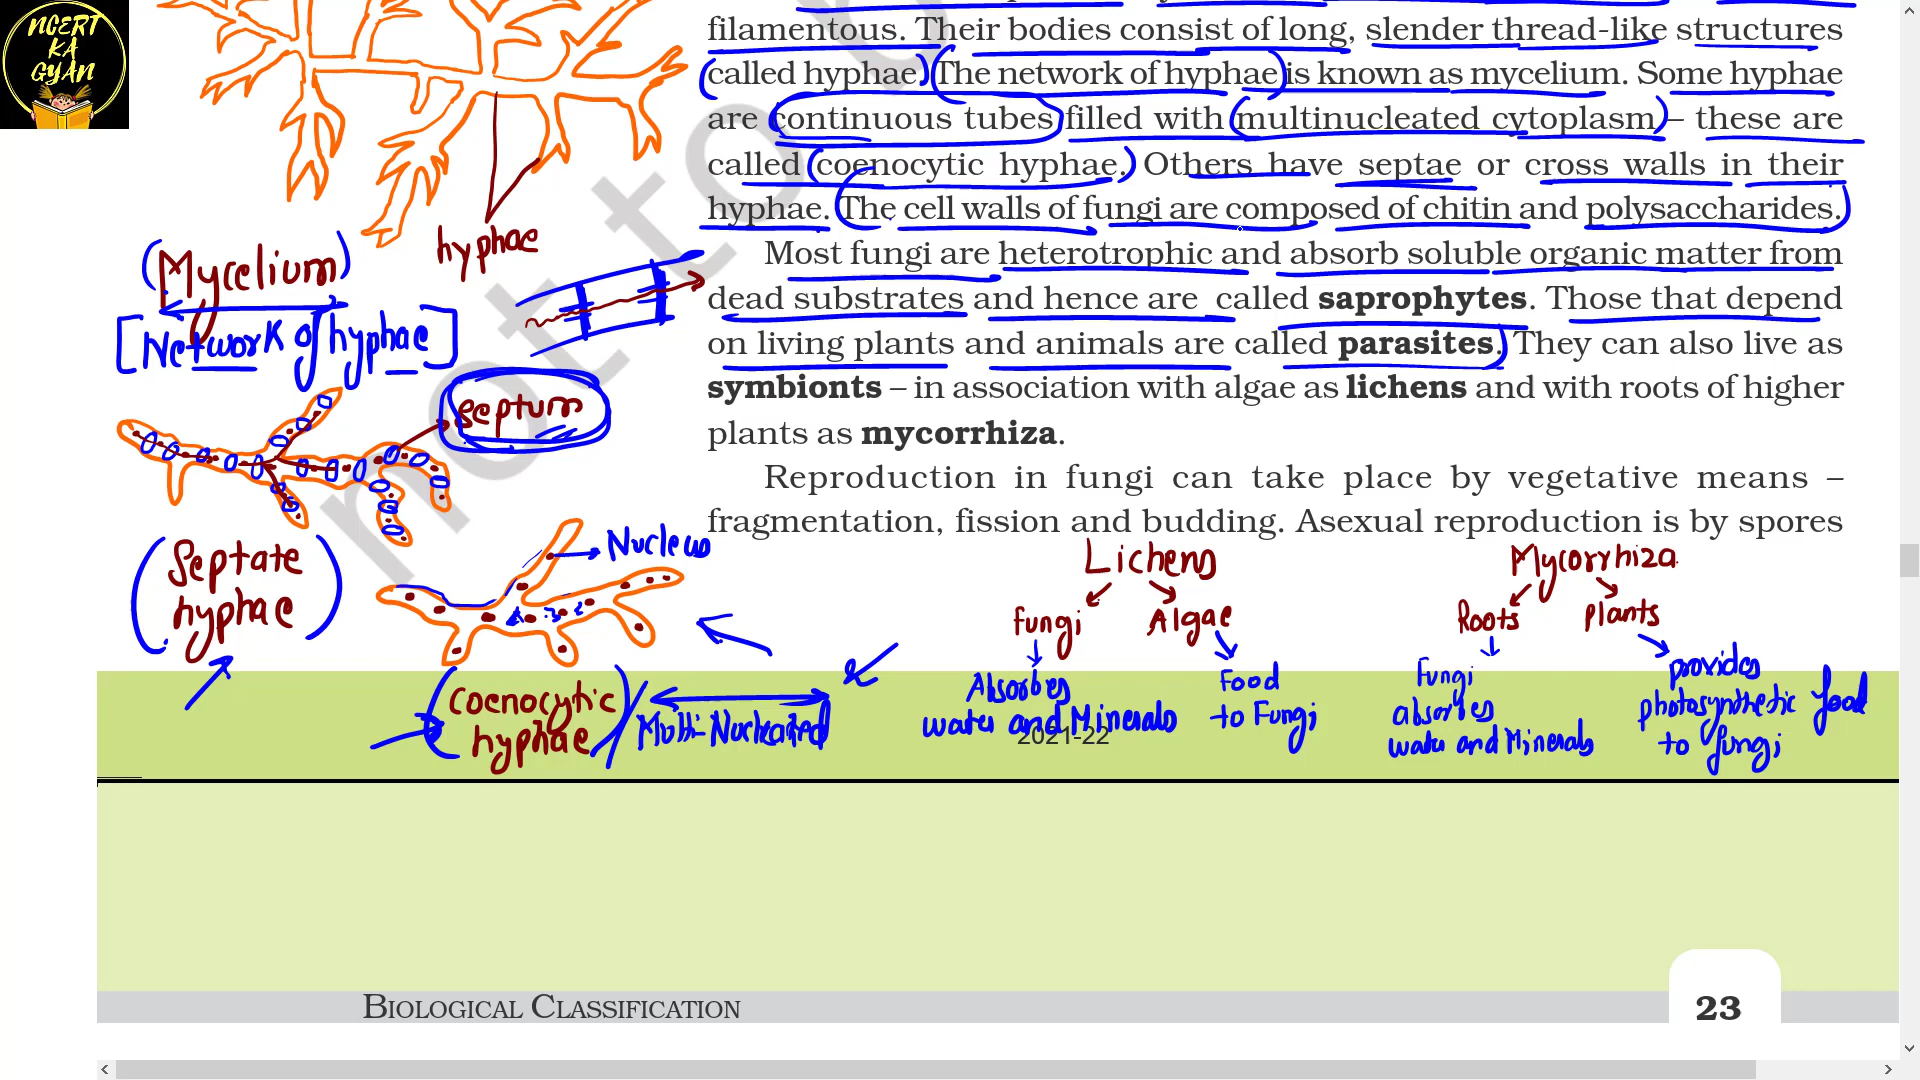 NCERT
KA
GYAN
filamentous. Their bodies consist of long, slender thread-like structures
called hyphae. The network of hyphae is known as mycelium. Some hyphae
are continuous tubes filled with multinucleated cytoplasm – these are
called coenocytic hyphae. Others have septae or cross walls in their
hyphae. The cell walls of fungi are composed of chitin and polysaccharides.
Most fungi are heterotrophic and absorb soluble organic matter from
dead substrates and hence are called saprophytes. Those that depend
on living plants and animals are called parasites. They can also live as
symbionts – in association with algae as lichens and with roots of higher
plants as mycorrhiza.
Reproduction in fungi can take place by vegetative means –
fragmentation, fission and budding. Asexual reproduction is by spores
hyphae
(Mycelium)
[Network of hyphae]
septum
(Septate
hyphae)
Nucleus
(Coenocytic
hyphae)/
Multi-Nucleated
Lichens
fungi Algae
Absorbes
water and Minerals
Food
to Fungi
Mycorrhiza
Roots plants
Fungi
absorbes
water and Minerals
provides
photosynthetic food
to fungi
2021-22
not to
BIOLOGICAL CLASSIFICATION
23